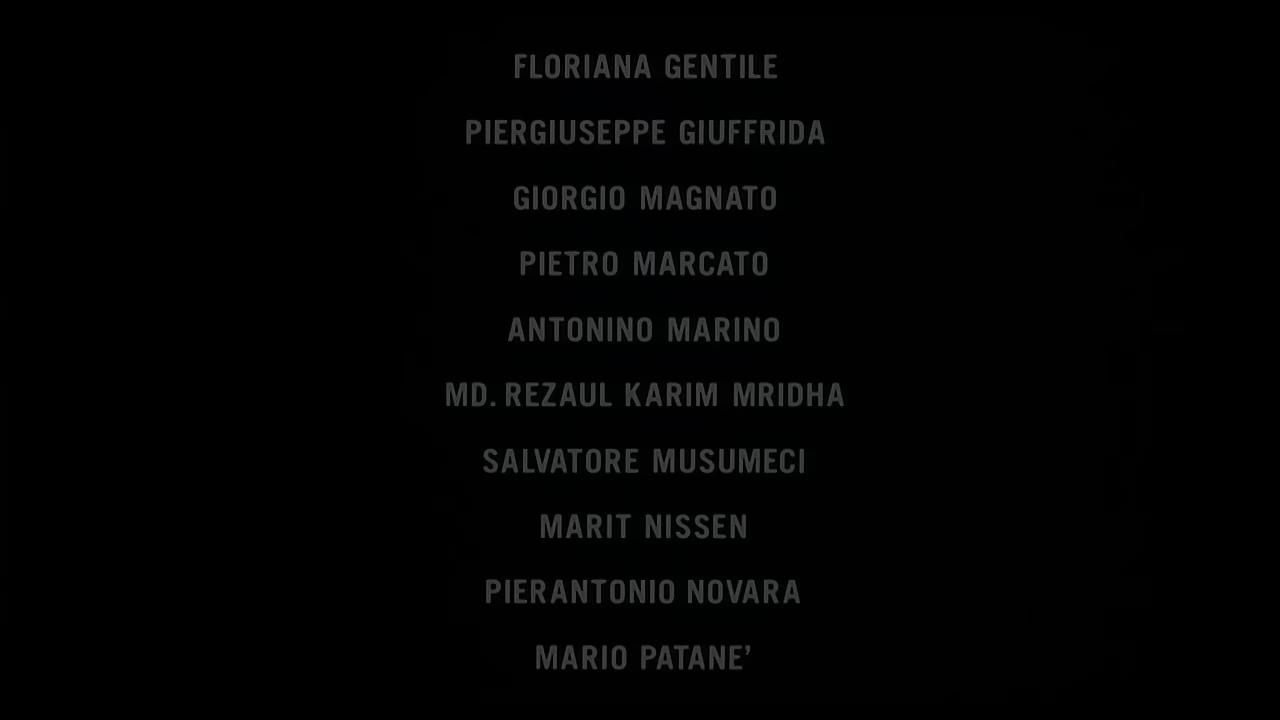 FLORIANA GENTILE
PIERGIUSEPPE GIUFFRIDA
GIORGIO MAGNATO
PIETRO MARCATO
ANTONINO MARINO
MD. REZAUL KARIM MRIDHA
SALVATORE MUSUMECI
MARIT NISSEN
PIERANTONIO NOVARA
MARIO PATANE’